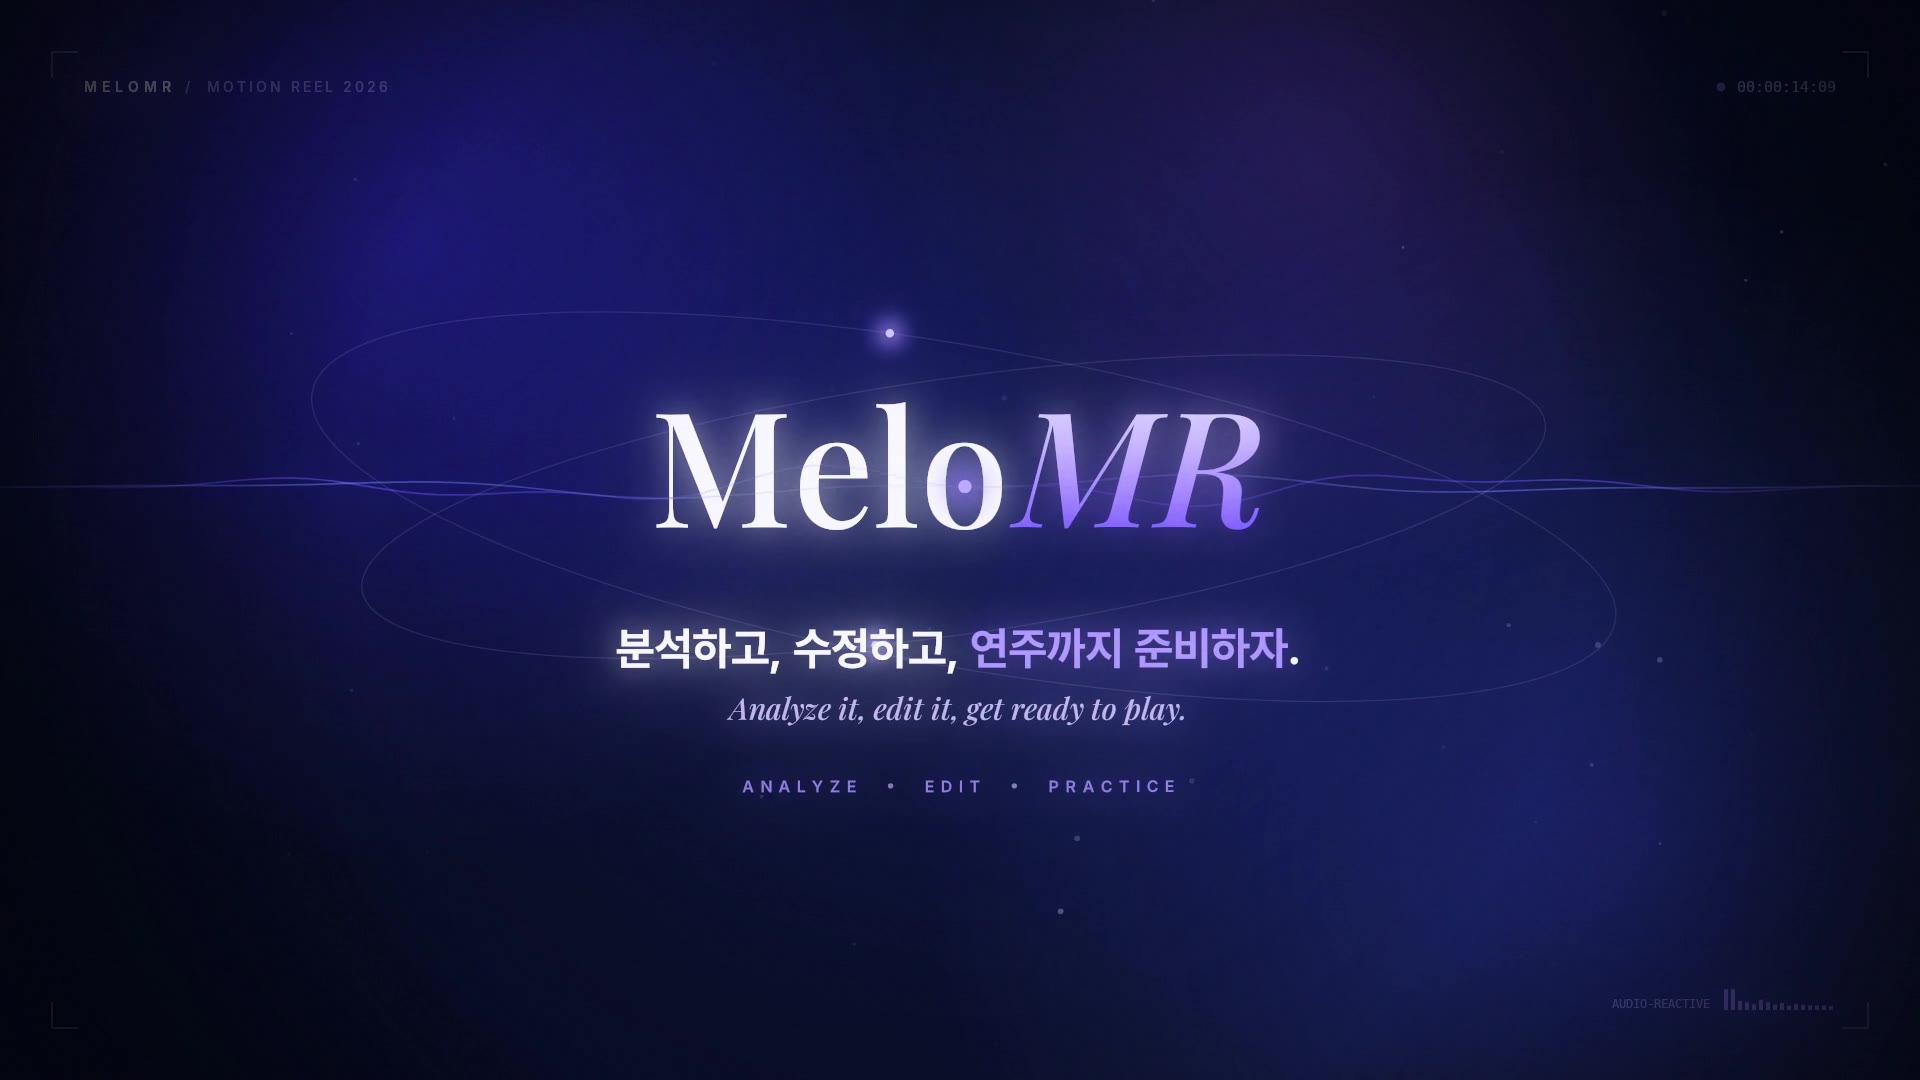 MELOMR / MOTION REEL 2026
00:00:14:09
MeloMR
분석하고, 수정하고, 연주까지 준비하자.
Analyze it, edit it, get ready to play.
ANALYZE • EDIT • PRACTICE
AUDIO-REACTIVE